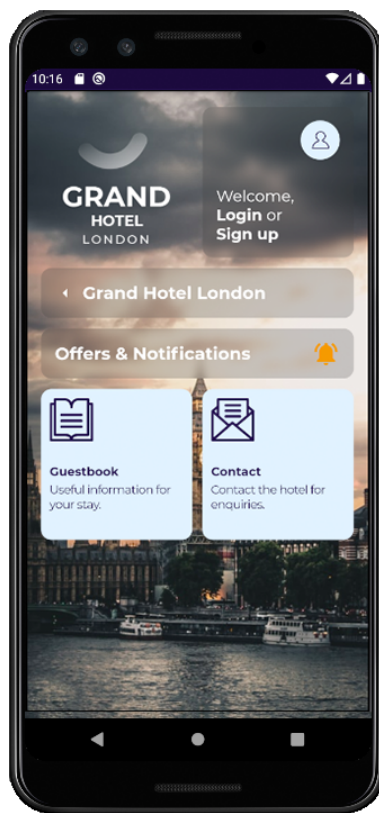 10:16
GRAND
HOTEL
LONDON
Welcome,
Login or
Sign up
Grand Hotel London
Offers & Notifications
Guestbook
Useful information for
your stay.
Contact
Contact the hotel for
enquiries.